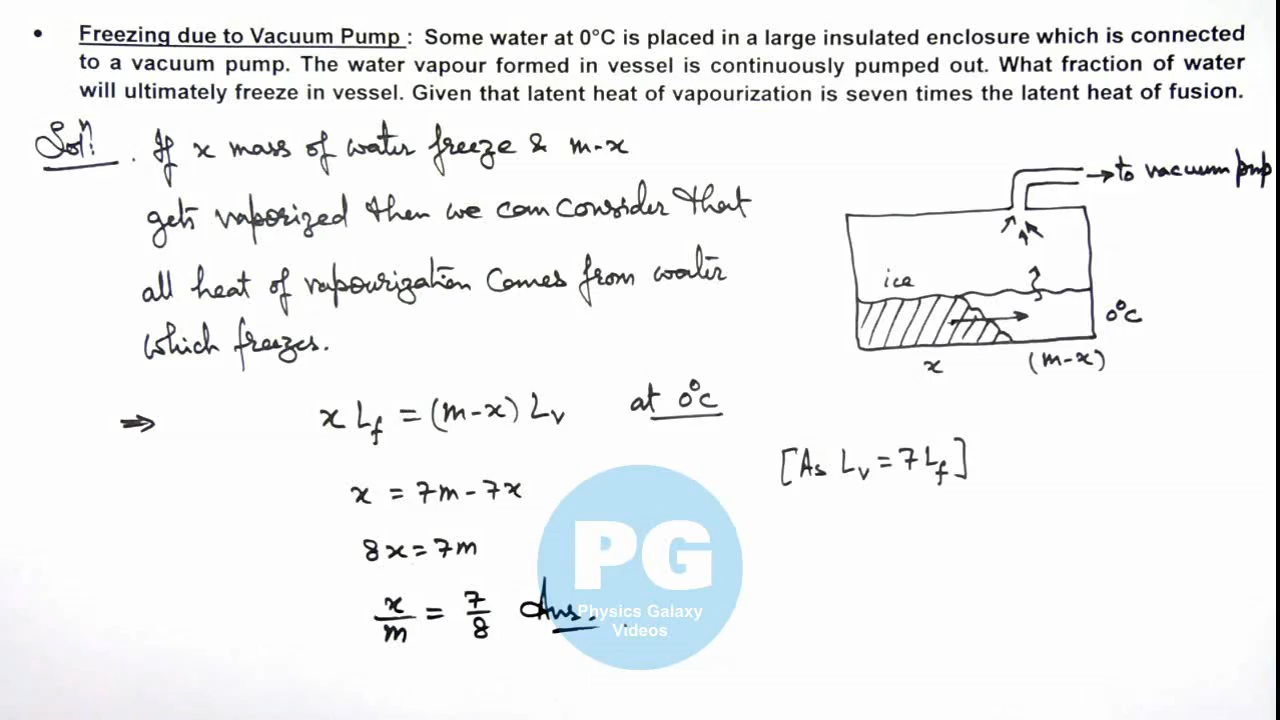 • Freezing due to Vacuum Pump : Some water at 0°C is placed in a large insulated enclosure which is connected
to a vacuum pump. The water vapour formed in vessel is continuously pumped out. What fraction of water
will ultimately freeze in vessel. Given that latent heat of vapourization is seven times the latent heat of fusion.
Solⁿ: . If x mass of water freeze & m-x
gets vaporized then we can consider that
all heat of vapourization comes from water
which freezes.
→ to vacuum pump
ice
0°C
x (m-x)
⇒ x L_f = (m-x) L_v at 0°C
[As L_v = 7 L_f]
x = 7m - 7x
8x = 7m
x/m = 7/8 Ans.
PG
Physics Galaxy
Videos